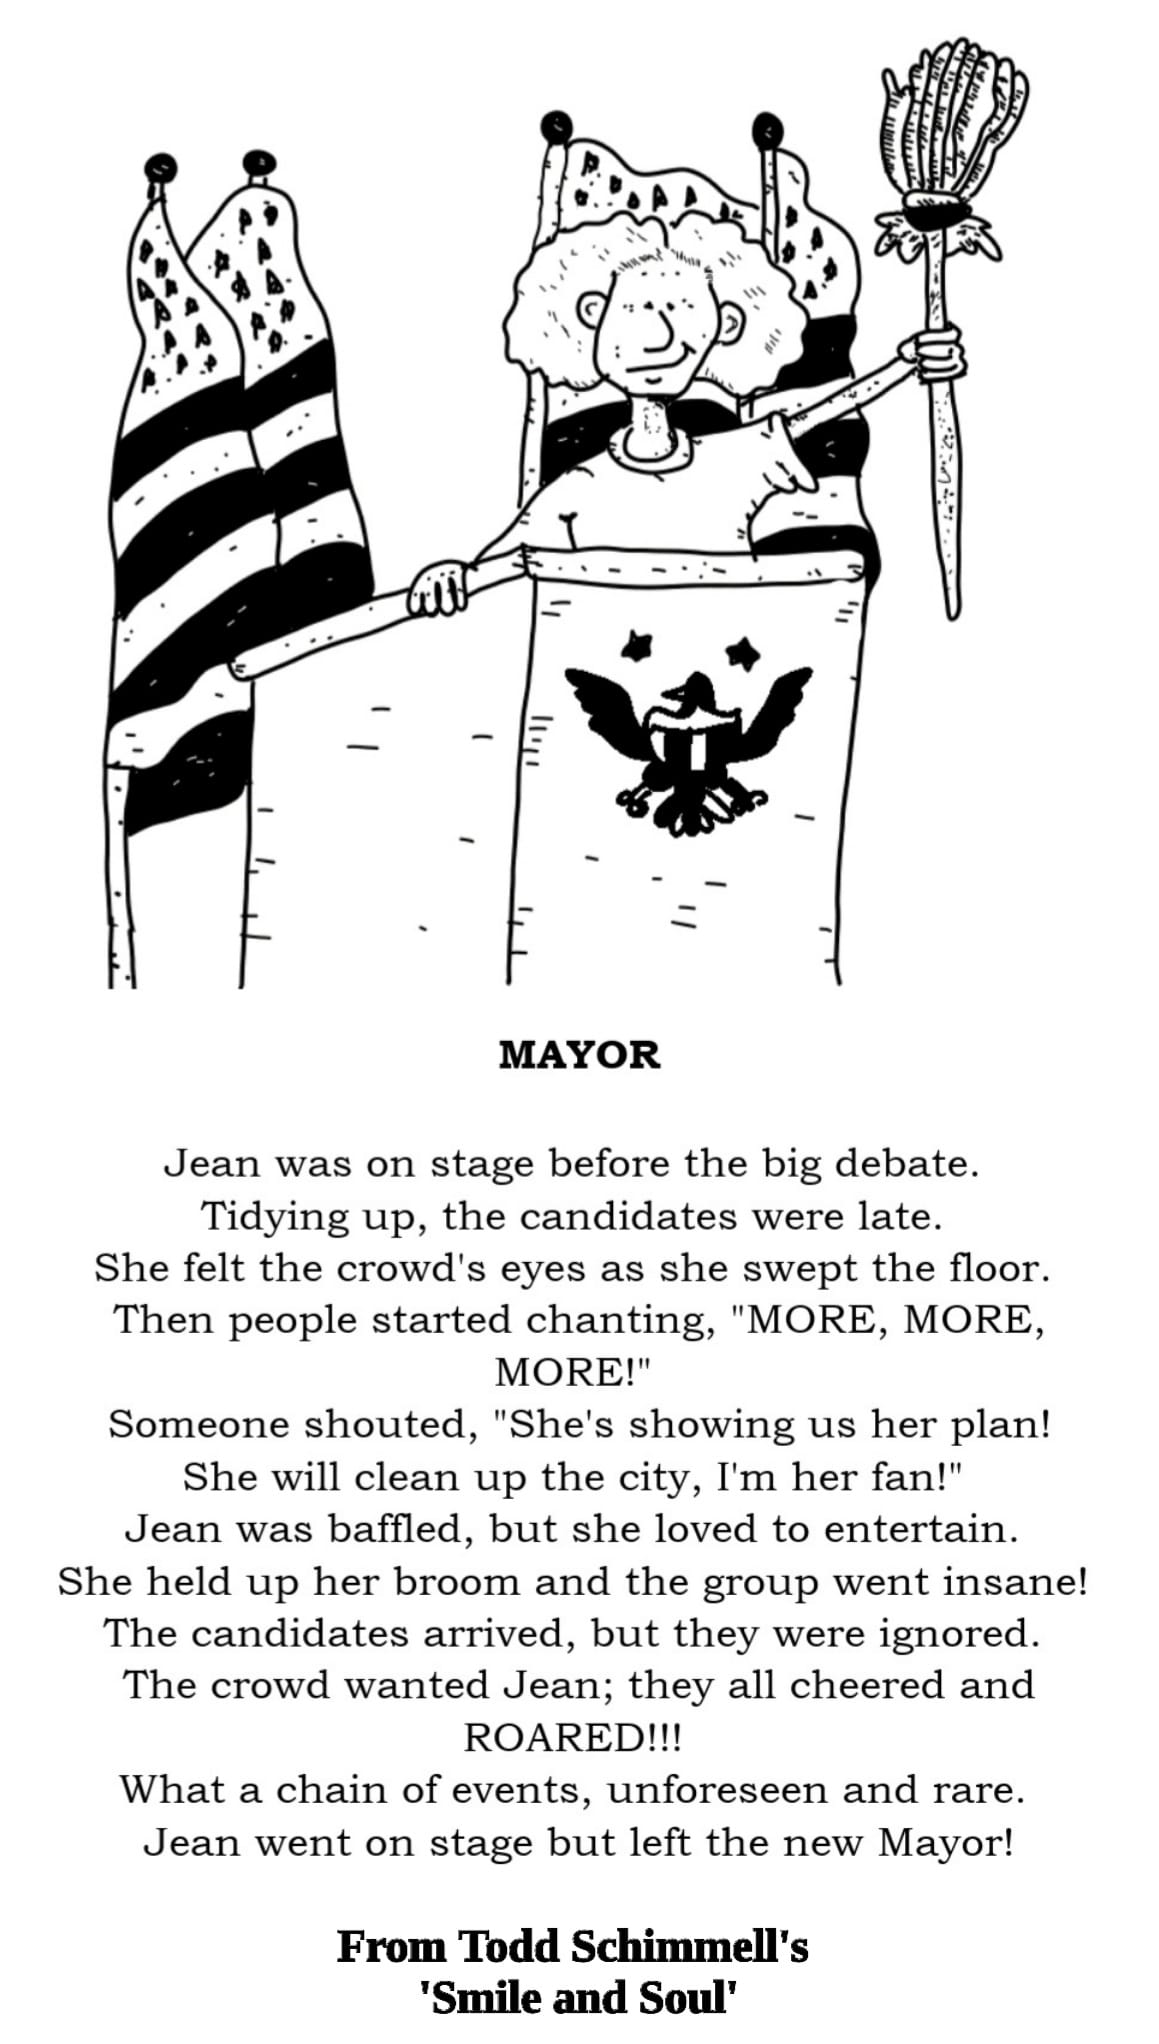 MAYOR
Jean was on stage before the big debate.
Tidying up, the candidates were late.
She felt the crowd's eyes as she swept the floor.
Then people started chanting, "MORE, MORE,
MORE!"
Someone shouted, "She's showing us her plan!
She will clean up the city, I'm her fan!"
Jean was baffled, but she loved to entertain.
She held up her broom and the group went insane!
The candidates arrived, but they were ignored.
The crowd wanted Jean; they all cheered and
ROARED!!!
What a chain of events, unforeseen and rare.
Jean went on stage but left the new Mayor!
From Todd Schimmell's
'Smile and Soul'